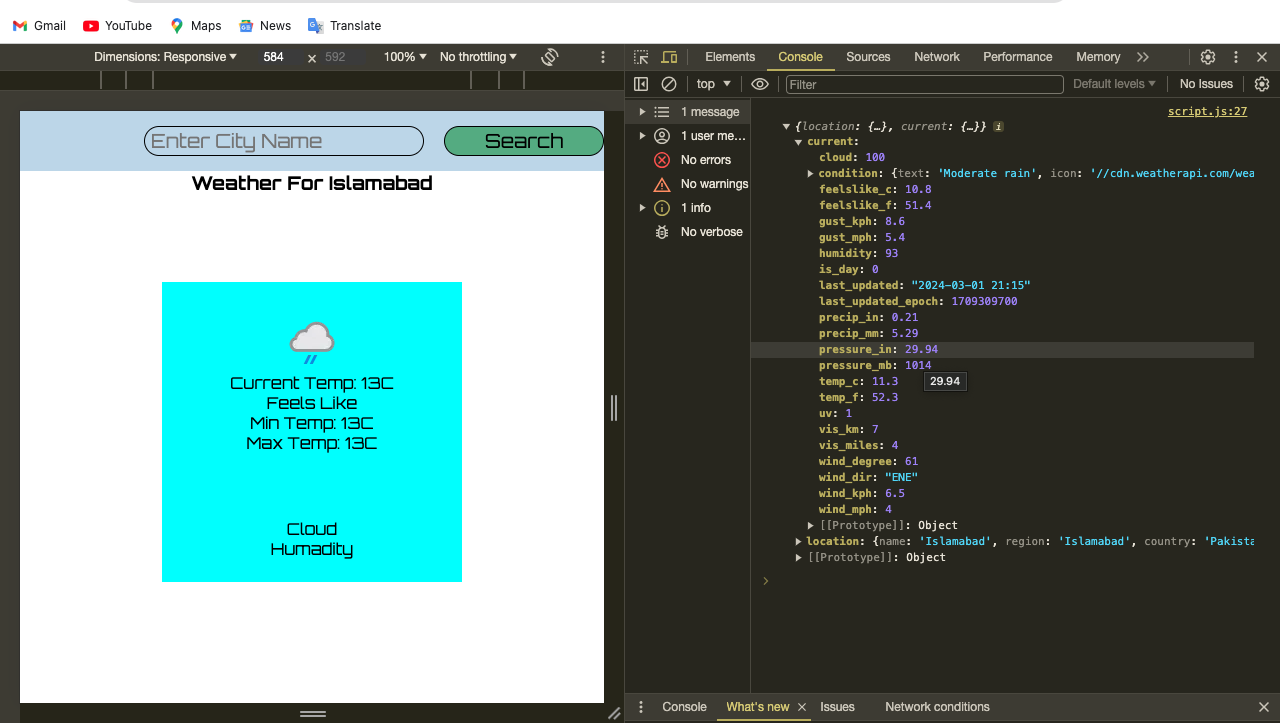 Gmail YouTube Maps News Translate
Dimensions: Responsive 584 × 592 100% No throttling
Elements Console Sources Network Performance Memory
top Filter Default levels No Issues
Enter City Name Search
Weather For Islamabad
Current Temp: 13C
Feels Like
Min Temp: 13C
Max Temp: 13C
Cloud
Humadity
1 message
1 user me...
No errors
No warnings
1 info
No verbose
script.js:27
{location: {…}, current: {…}} i
current:
cloud: 100
condition: {text: 'Moderate rain', icon: '//cdn.weatherapi.com/wea
feelslike_c: 10.8
feelslike_f: 51.4
gust_kph: 8.6
gust_mph: 5.4
humidity: 93
is_day: 0
last_updated: "2024-03-01 21:15"
last_updated_epoch: 1709309700
precip_in: 0.21
precip_mm: 5.29
pressure_in: 29.94
pressure_mb: 1014
temp_c: 11.3
29.94
temp_f: 52.3
uv: 1
vis_km: 7
vis_miles: 4
wind_degree: 61
wind_dir: "ENE"
wind_kph: 6.5
wind_mph: 4
[[Prototype]]: Object
location: {name: 'Islamabad', region: 'Islamabad', country: 'Pakista
[[Prototype]]: Object
Console What's new Issues Network conditions